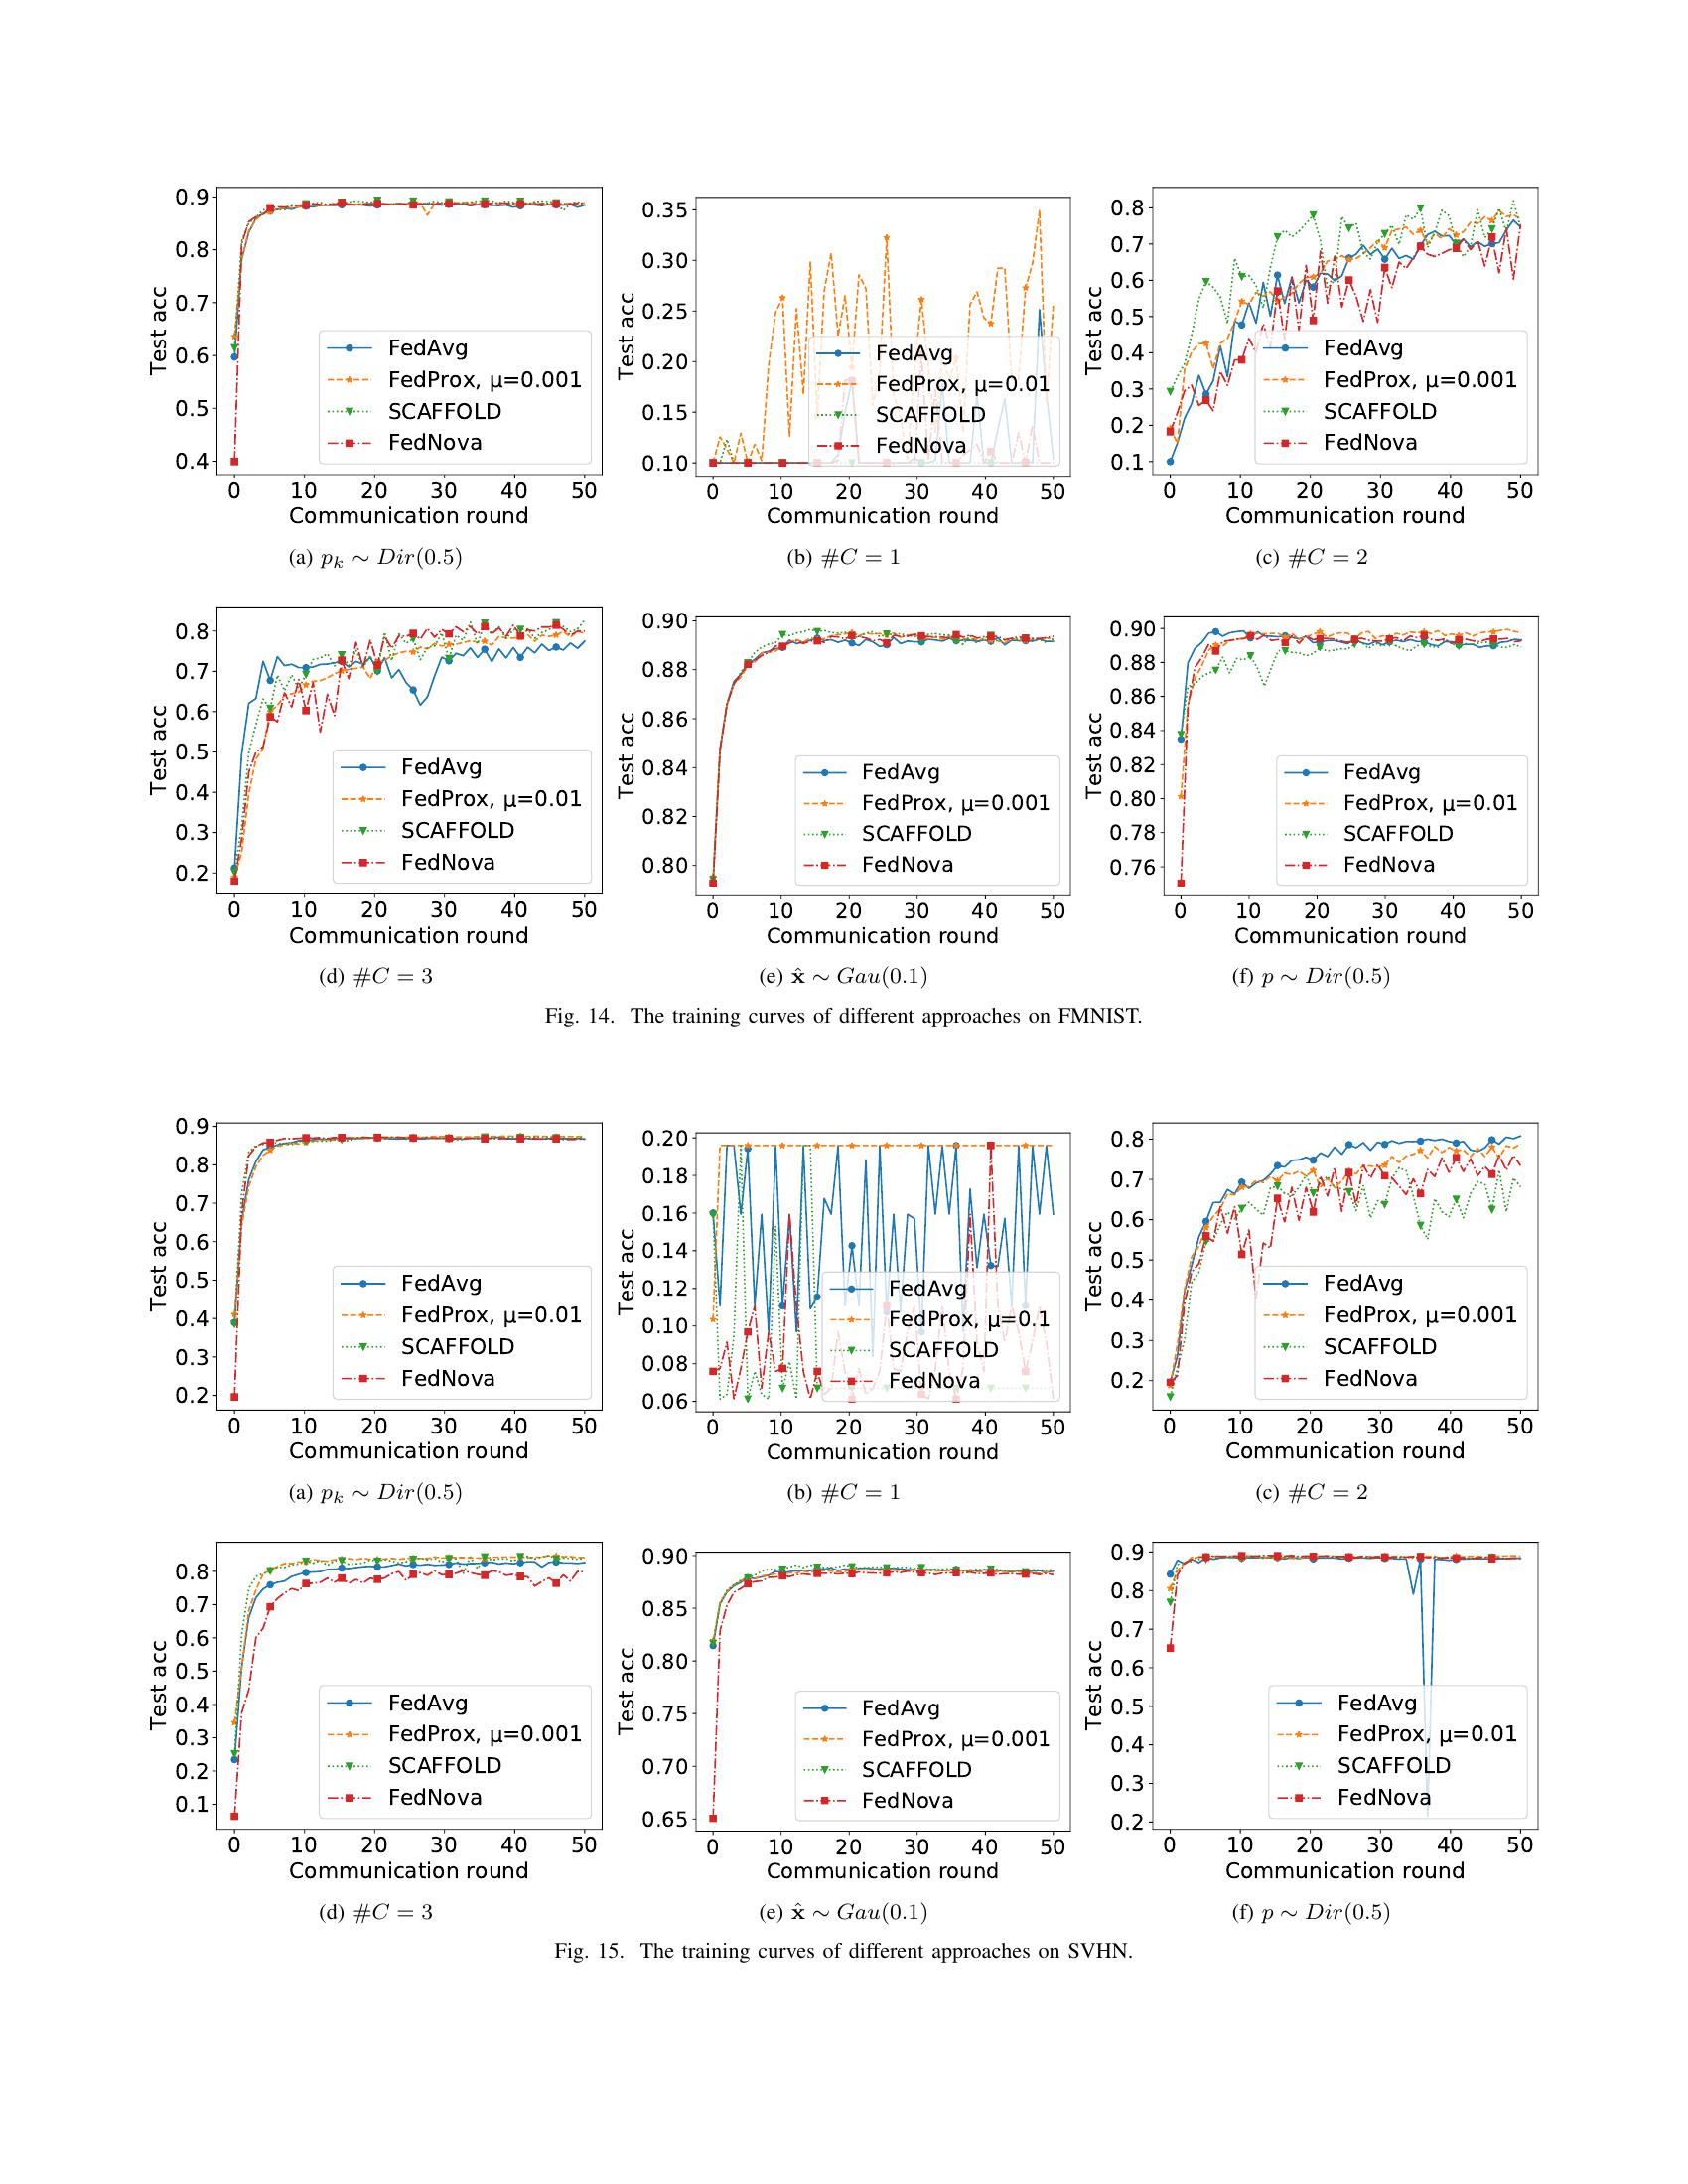 0.9
0.8
0.7
0.6
0.5
0.4
Test acc
0 10 20 30 40 50
Communication round
FedAvg
FedProx, μ=0.001
SCAFFOLD
FedNova
(a) pk ∼ Dir(0.5)
0.35
0.30
0.25
0.20
0.15
0.10
Test acc
0 10 20 30 40 50
Communication round
FedAvg
FedProx, μ=0.01
SCAFFOLD
FedNova
(b) #C = 1
0.8
0.7
0.6
0.5
0.4
0.3
0.2
0.1
Test acc
0 10 20 30 40 50
Communication round
FedAvg
FedProx, μ=0.001
SCAFFOLD
FedNova
(c) #C = 2
0.8
0.7
0.6
0.5
0.4
0.3
0.2
Test acc
0 10 20 30 40 50
Communication round
FedAvg
FedProx, μ=0.01
SCAFFOLD
FedNova
(d) #C = 3
0.90
0.88
0.86
0.84
0.82
0.80
Test acc
0 10 20 30 40 50
Communication round
FedAvg
FedProx, μ=0.001
SCAFFOLD
FedNova
(e) x̂ ∼ Gau(0.1)
0.90
0.88
0.86
0.84
0.82
0.80
0.78
0.76
Test acc
0 10 20 30 40 50
Communication round
FedAvg
FedProx, μ=0.01
SCAFFOLD
FedNova
(f) p ∼ Dir(0.5)
Fig. 14. The training curves of different approaches on FMNIST.
0.9
0.8
0.7
0.6
0.5
0.4
0.3
0.2
Test acc
0 10 20 30 40 50
Communication round
FedAvg
FedProx, μ=0.01
SCAFFOLD
FedNova
(a) pk ∼ Dir(0.5)
0.20
0.18
0.16
0.14
0.12
0.10
0.08
0.06
Test acc
0 10 20 30 40 50
Communication round
FedAvg
FedProx, μ=0.1
SCAFFOLD
FedNova
(b) #C = 1
0.8
0.7
0.6
0.5
0.4
0.3
0.2
Test acc
0 10 20 30 40 50
Communication round
FedAvg
FedProx, μ=0.001
SCAFFOLD
FedNova
(c) #C = 2
0.8
0.7
0.6
0.5
0.4
0.3
0.2
0.1
Test acc
0 10 20 30 40 50
Communication round
FedAvg
FedProx, μ=0.001
SCAFFOLD
FedNova
(d) #C = 3
0.90
0.85
0.80
0.75
0.70
0.65
Test acc
0 10 20 30 40 50
Communication round
FedAvg
FedProx, μ=0.001
SCAFFOLD
FedNova
(e) x̂ ∼ Gau(0.1)
0.9
0.8
0.7
0.6
0.5
0.4
0.3
0.2
Test acc
0 10 20 30 40 50
Communication round
FedAvg
FedProx, μ=0.01
SCAFFOLD
FedNova
(f) p ∼ Dir(0.5)
Fig. 15. The training curves of different approaches on SVHN.